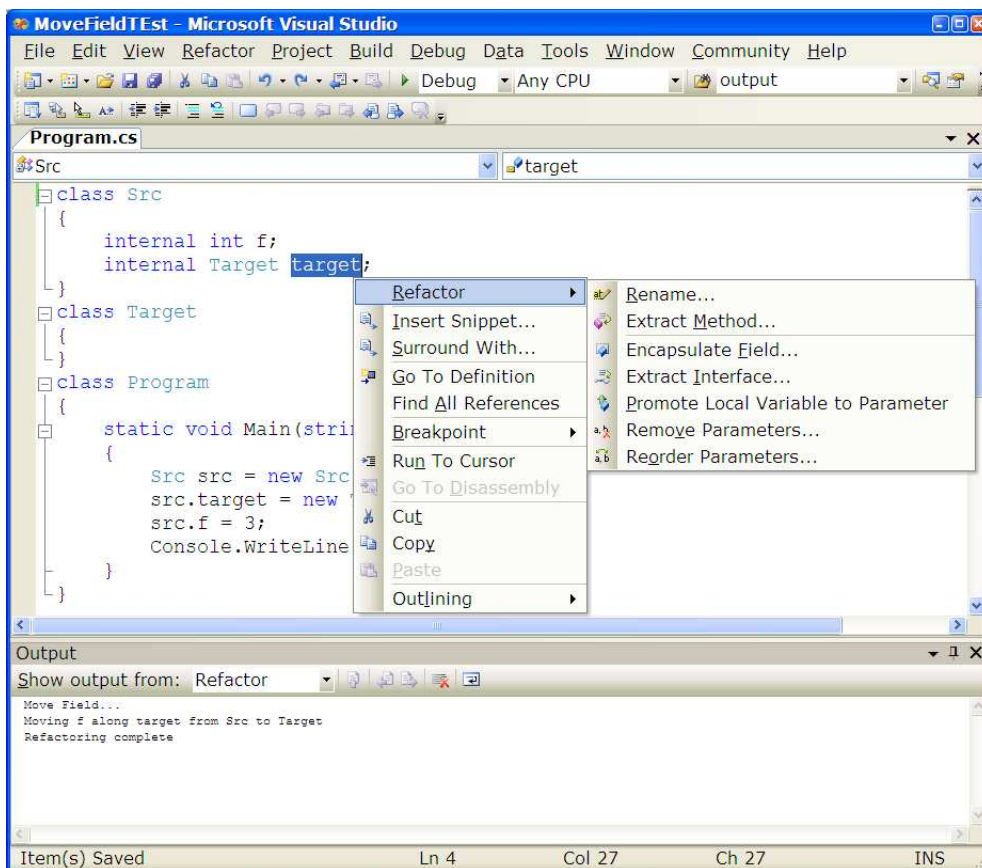 MoveFieldTEst - Microsoft Visual Studio
File Edit View Refactor Project Build Debug Data Tools Window Community Help
Debug Any CPU output
Program.cs
Src target
class Src
{
internal int f;
internal Target target;
}
class Target
{
}
class Program
{
static void Main(stri
{
Src src = new Src
src.target = new
src.f = 3;
Console.WriteLine
}
}
Refactor
Insert Snippet...
Surround With...
Go To Definition
Find All References
Breakpoint
Run To Cursor
Go To Disassembly
Cut
Copy
Paste
Outlining
Rename...
Extract Method...
Encapsulate Field...
Extract Interface...
Promote Local Variable to Parameter
Remove Parameters...
Reorder Parameters...
Output
Show output from: Refactor
Move Field...
Moving f along target from Src to Target
Refactoring complete
Item(s) Saved Ln 4 Col 27 Ch 27 INS